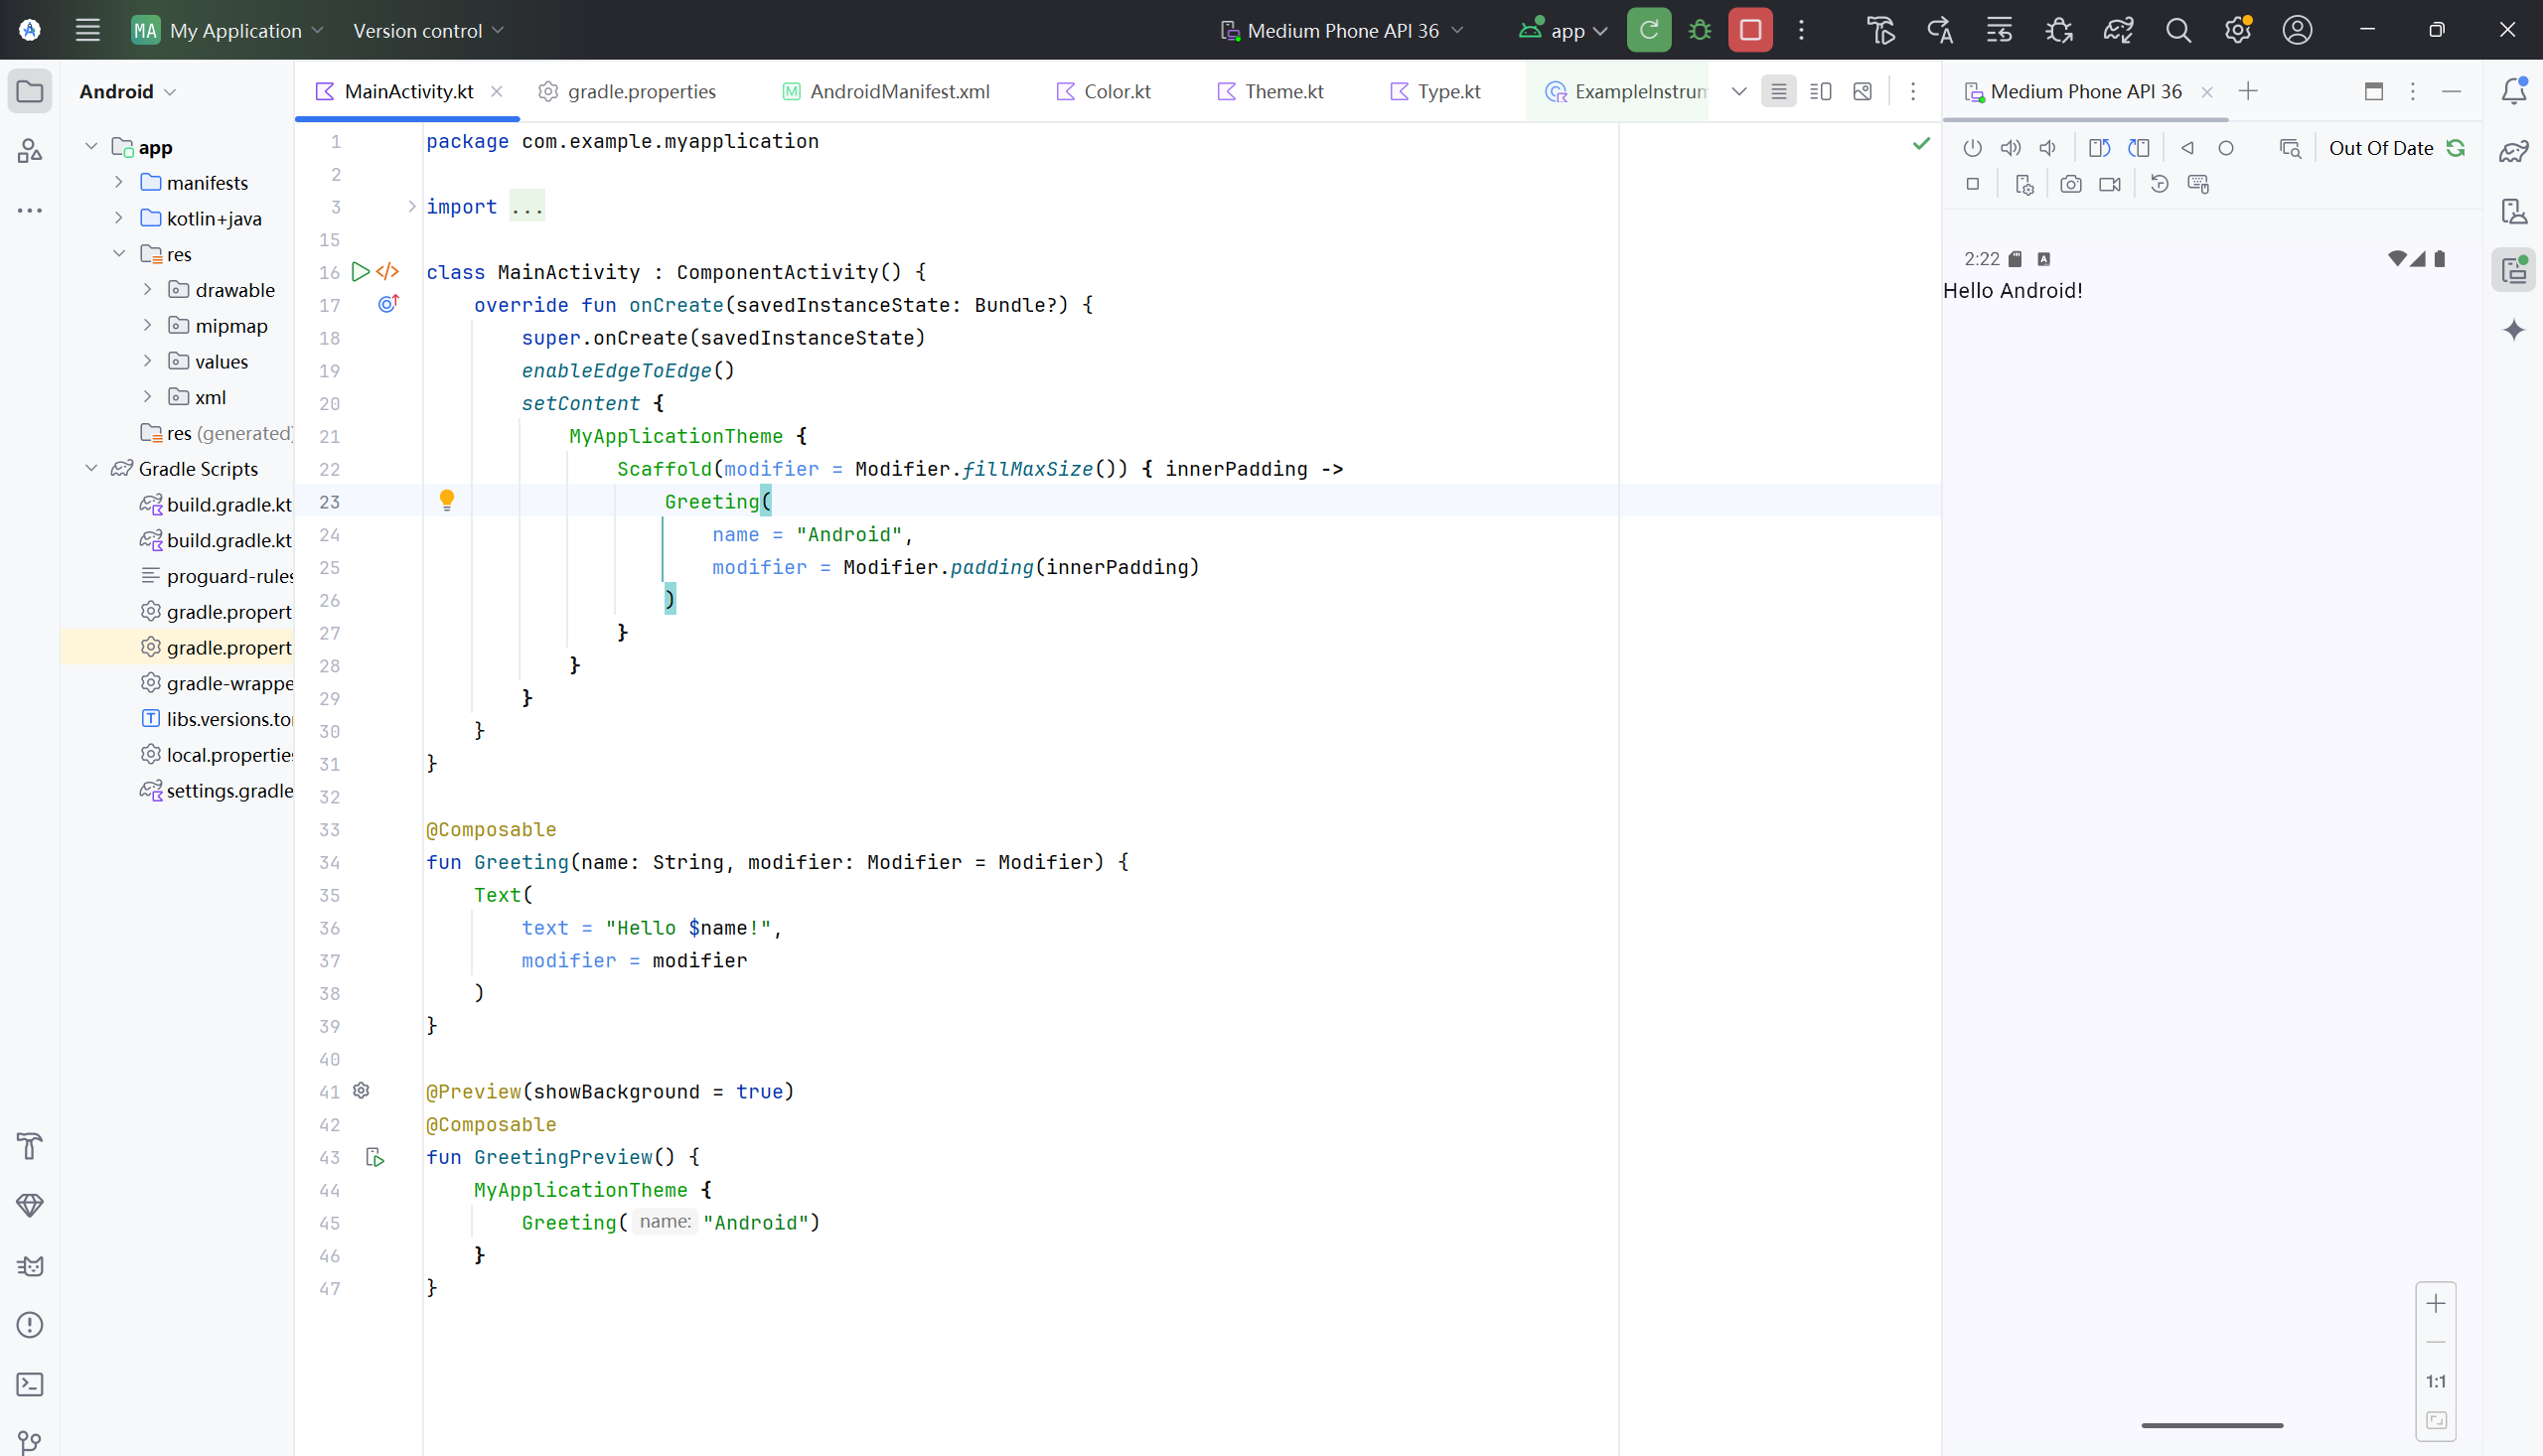 MA My Application Version control Medium Phone API 36 app
Android
MainActivity.kt gradle.properties AndroidManifest.xml Color.kt Theme.kt Type.kt ExampleInstrum
Medium Phone API 36
Out Of Date
app
manifests
kotlin+java
res
drawable
mipmap
values
xml
res (generated)
Gradle Scripts
build.gradle.kt
build.gradle.kt
proguard-rules
gradle.propert
gradle.propert
gradle-wrappe
libs.versions.to
local.propertie
settings.gradle
1 package com.example.myapplication
2
3 import ...
15
16 class MainActivity : ComponentActivity() {
17 override fun onCreate(savedInstanceState: Bundle?) {
18 super.onCreate(savedInstanceState)
19 enableEdgeToEdge()
20 setContent {
21 MyApplicationTheme {
22 Scaffold(modifier = Modifier.fillMaxSize()) { innerPadding ->
23 Greeting(
24 name = "Android",
25 modifier = Modifier.padding(innerPadding)
26 )
27 }
28 }
29 }
30 }
31 }
32
33 @Composable
34 fun Greeting(name: String, modifier: Modifier = Modifier) {
35 Text(
36 text = "Hello $name!",
37 modifier = modifier
38 )
39 }
40
41 @Preview(showBackground = true)
42 @Composable
43 fun GreetingPreview() {
44 MyApplicationTheme {
45 Greeting( name: "Android")
46 }
47 }
2:22 A
Hello Android!
1:1